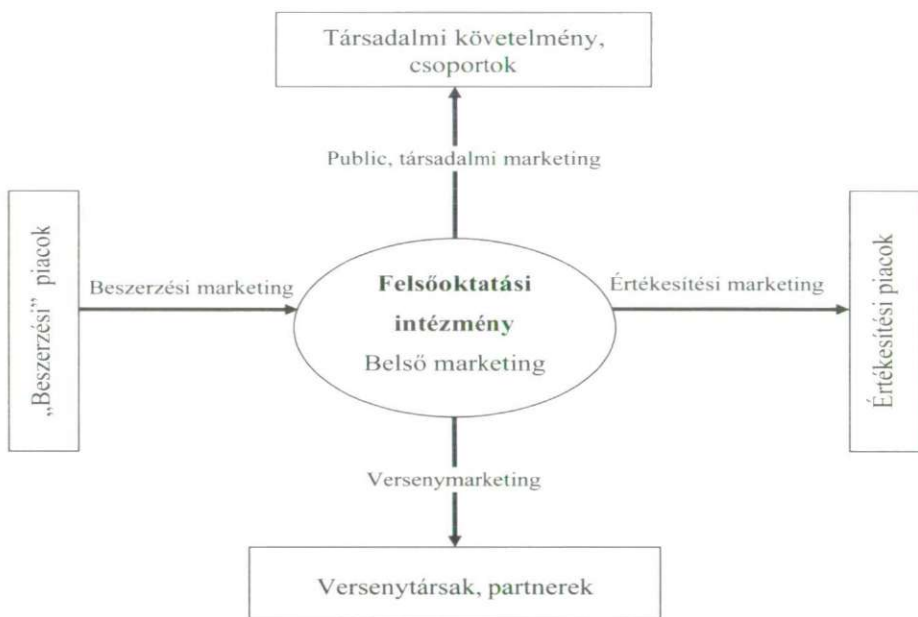 Társadalmi követelmény,
csoportok
Public, társadalmi marketing
„Beszerzési” piacok
Beszerzési marketing
Felsőoktatási
intézmény
Belső marketing
Értékesítési marketing
Értékesítési piacok
Versenymarketing
Versenytársak, partnerek